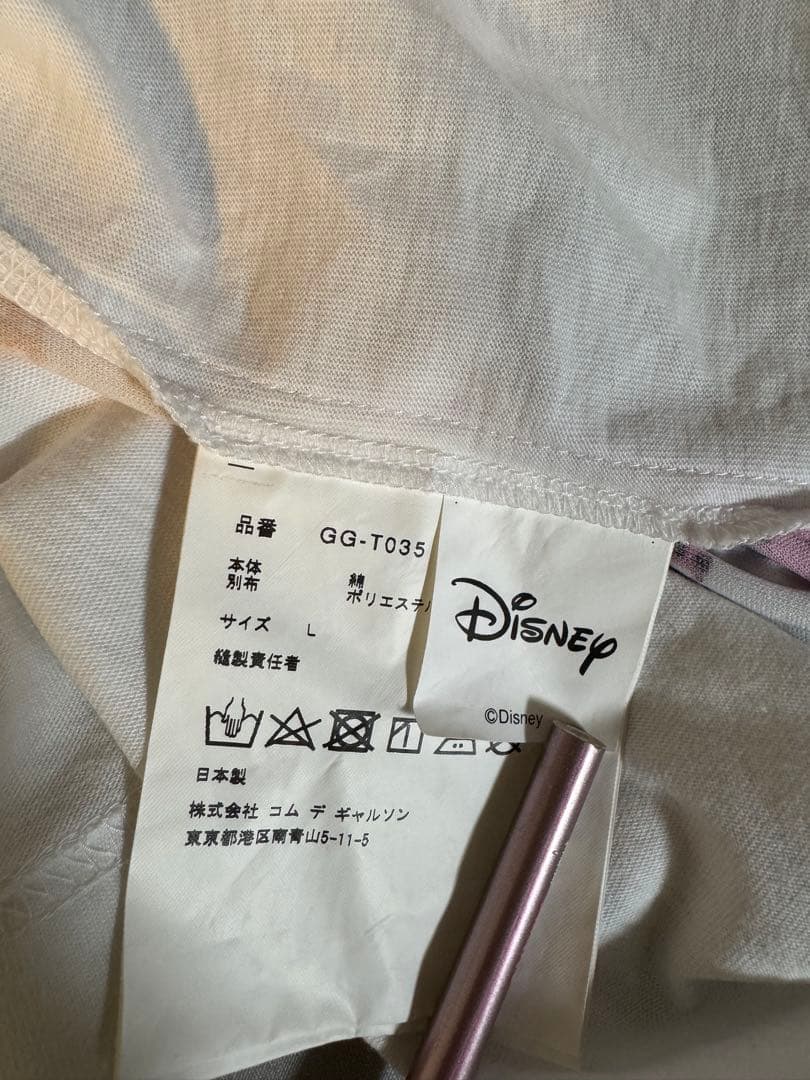 品番 GG-T035
本体 綿
別布 ポリエステル
サイズ L
縫製責任者
日本製
株式会社 コム デ ギャルソン
東京都港区南青山5-11-5
Disney
©Disney